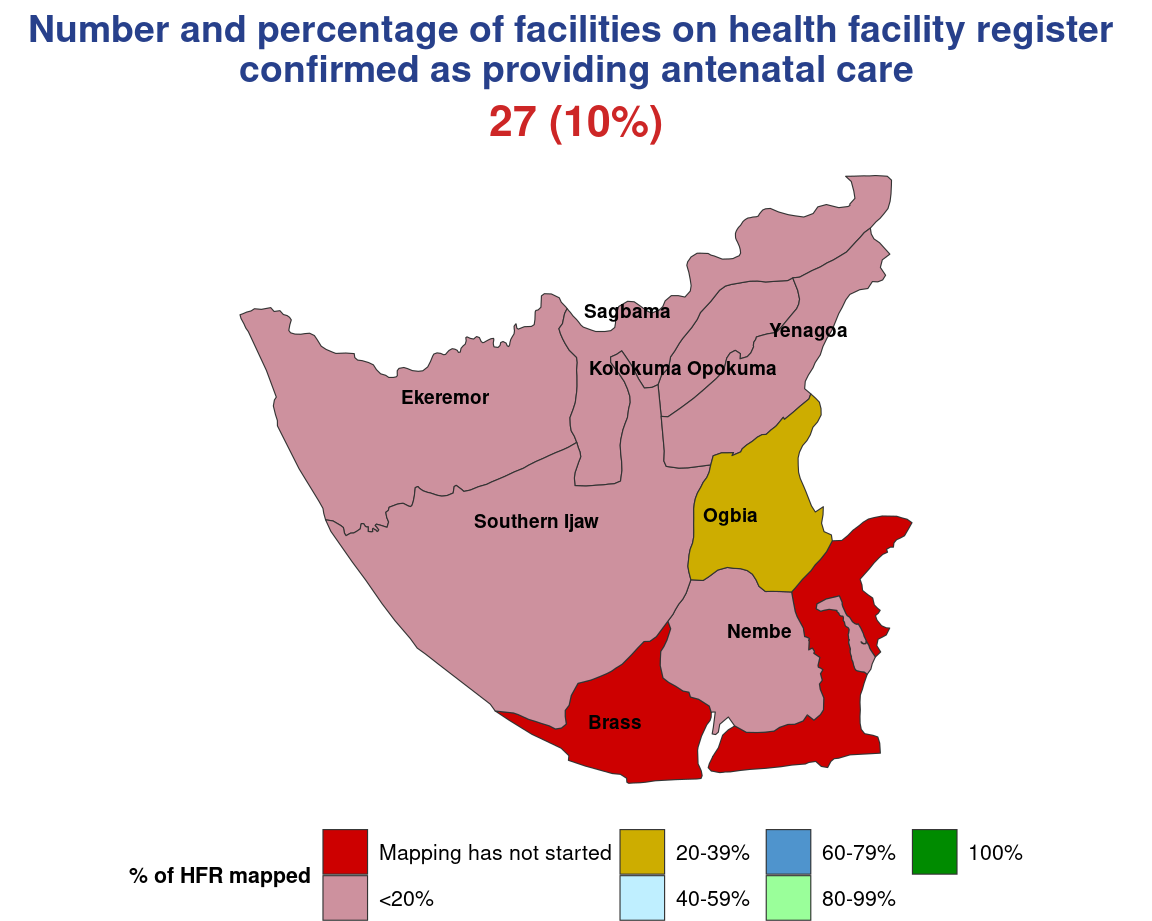 Number and percentage of facilities on health facility register
confirmed as providing antenatal care
27 (10%)
Sagbama
Yenagoa
Kolokuma Opokuma
Ekeremor
Ogbia
Southern Ijaw
Nembe
Brass
% of HFR mapped
Mapping has not started
<20%
20-39%
40-59%
60-79%
80-99%
100%